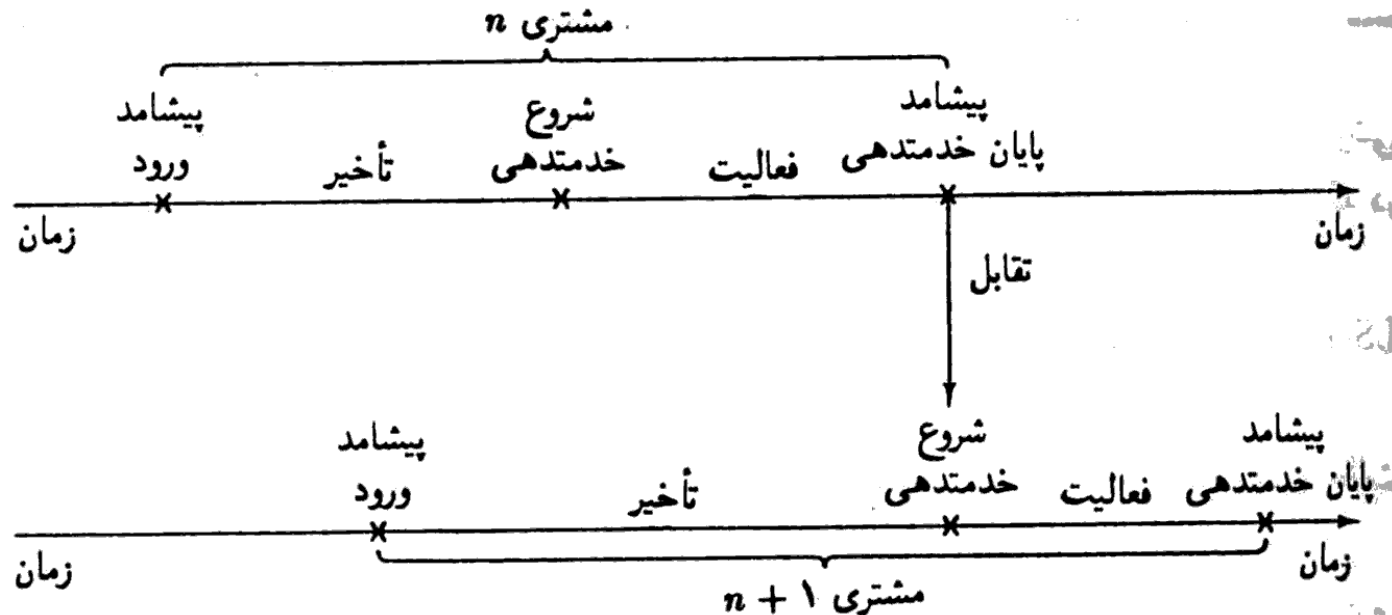 مشتری n
پیشامد
ورود
تأخیر
شروع
خدمتدهی
فعالیت
پیشامد
پایان خدمتدهی
زمان
زمان
تقابل
پیشامد
ورود
تأخیر
شروع
خدمتدهی
فعالیت
پیشامد
پایان خدمتدهی
زمان
زمان
مشتری n + ۱